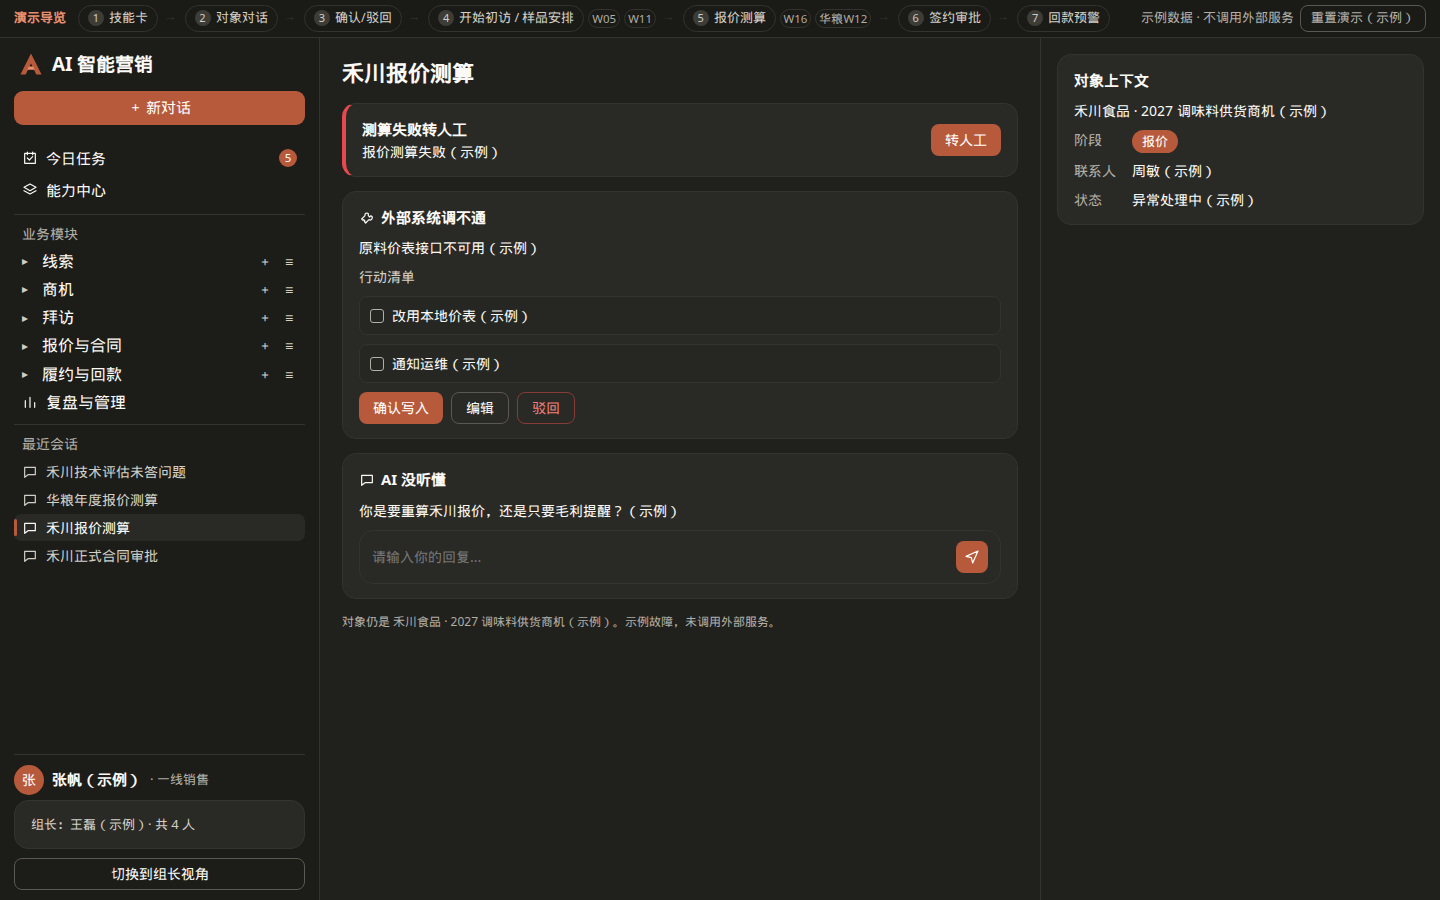 演示导览 1 技能卡 → 2 对象对话 → 3 确认/驳回 → 4 开始初访 / 样品安排 W05 W11 → 5 报价测算 W16 华粮W12 → 6 签约审批 → 7 回款预警 示例数据 · 不调用外部服务 重置演示（示例）
AI 智能营销
+ 新对话
今日任务 5
能力中心
业务模块
▸ 线索 + ≡
▸ 商机 + ≡
▸ 拜访 + ≡
▸ 报价与合同 + ≡
▸ 履约与回款 + ≡
复盘与管理
最近会话
禾川技术评估未答问题
华粮年度报价测算
禾川报价测算
禾川正式合同审批
张 张帆（示例） · 一线销售
组长：王磊（示例）· 共 4 人
切换到组长视角
禾川报价测算
测算失败转人工
报价测算失败（示例）
转人工
外部系统调不通
原料价表接口不可用（示例）
行动清单
改用本地价表（示例）
通知运维（示例）
确认写入 编辑 驳回
AI 没听懂
你是要重算禾川报价，还是只要毛利提醒？（示例）
请输入你的回复...
对象仍是 禾川食品 · 2027 调味料供货商机（示例）。示例故障，未调用外部服务。
对象上下文
禾川食品 · 2027 调味料供货商机（示例）
阶段 报价
联系人 周敏（示例）
状态 异常处理中（示例）